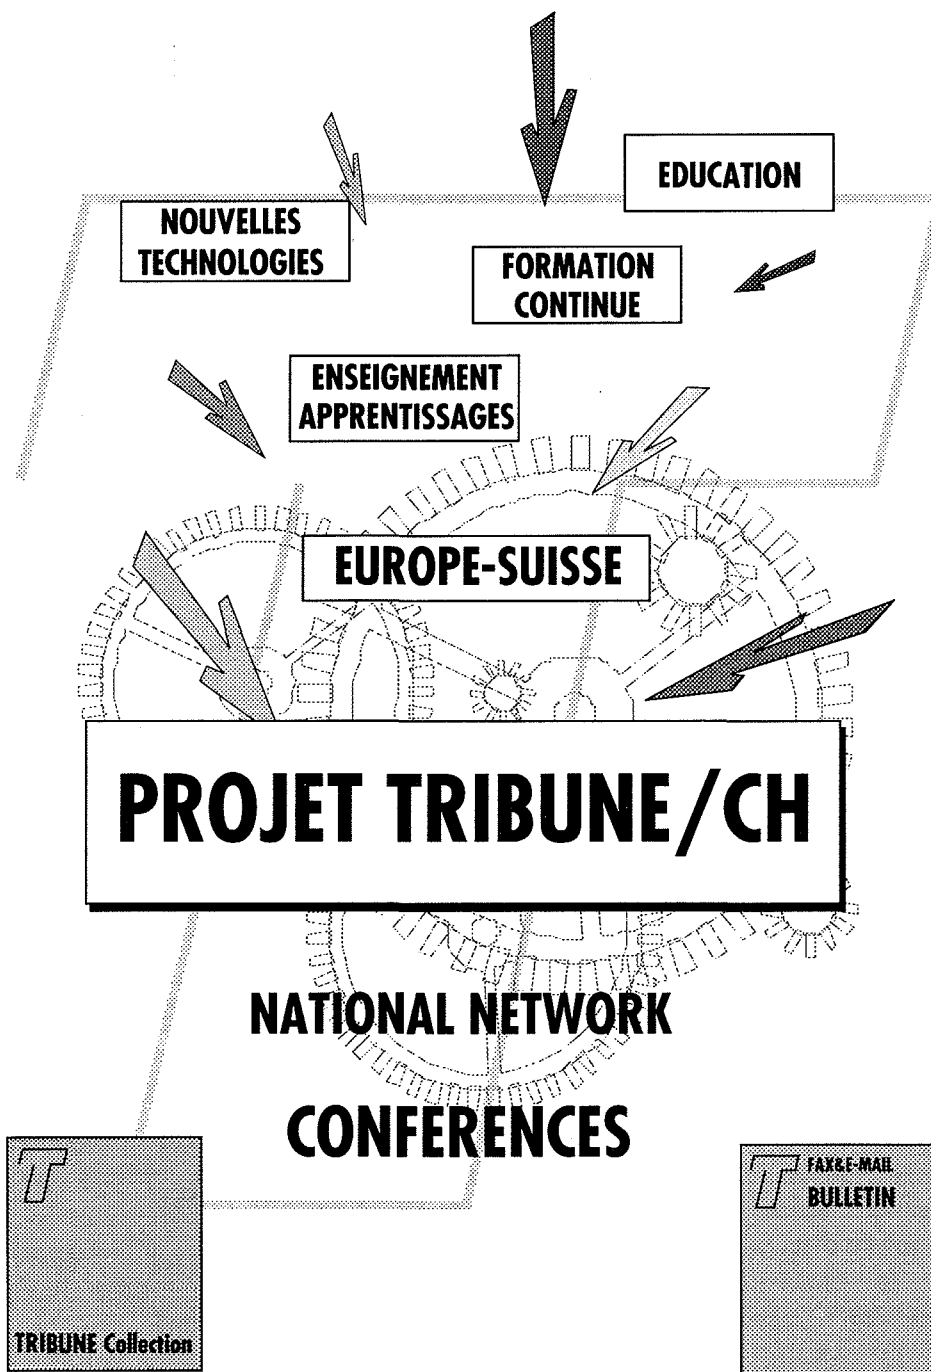 EDUCATION
NOUVELLES
TECHNOLOGIES
FORMATION
CONTINUE
ENSEIGNEMENT
APPRENTISSAGES
EUROPE-SUISSE
PROJET TRIBUNE/CH
NATIONAL NETWORK
CONFERENCES
T
TRIBUNE Collection
T FAX&E-MAIL
BULLETIN